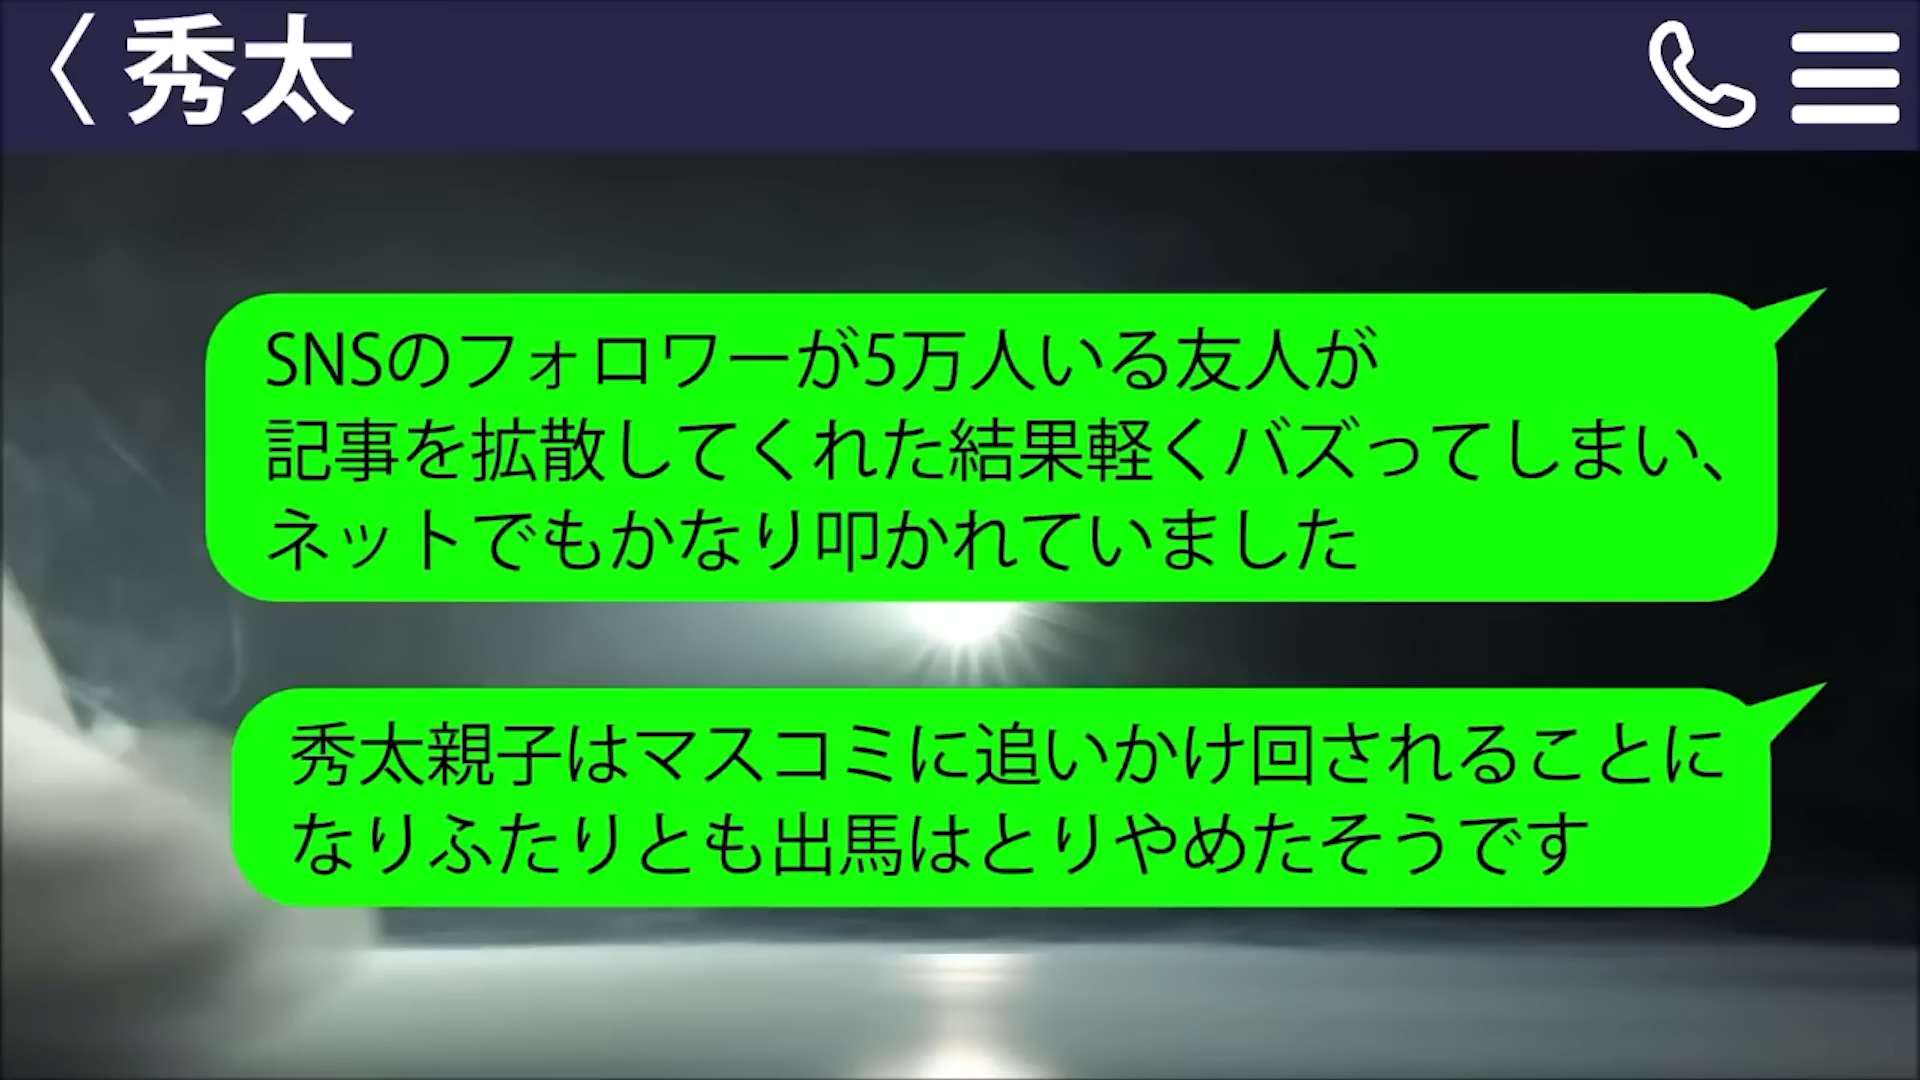 秀太
SNSのフォロワーが5万人いる友人が
記事を拡散してくれた結果軽くバズってしまい、
ネットでもかなり叩かれていました
秀太親子はマスコミに追いかけ回されることに
なりふたりとも出馬はとりやめたそうです